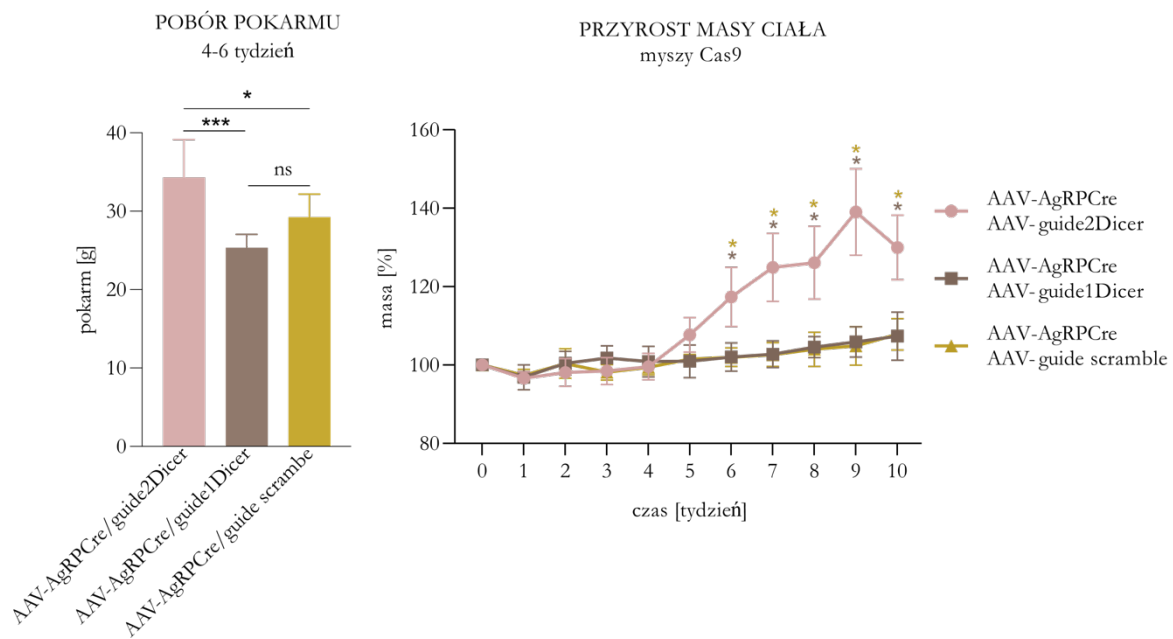 POBÓR POKARMU
4-6 tydzień
*
***
ns
40
30
20
10
0
pokarm [g]
AAV-AgRPCre/guide2Dicer
AAV-AgRPCre/guide1Dicer
AAV-AgRPCre/guide scrambe
PRZYROST MASY CIAŁA
myszy Cas9
160
140
120
100
80
masa [%]
* * * * *
* * * * *
0 1 2 3 4 5 6 7 8 9 10
czas [tydzień]
AAV-AgRPCre
AAV-guide2Dicer
AAV-AgRPCre
AAV-guide1Dicer
AAV-AgRPCre
AAV-guide scramble